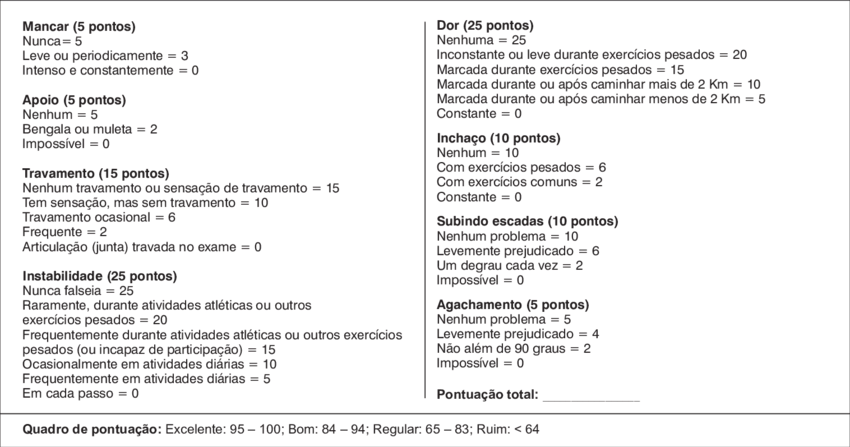 Mancar (5 pontos)
Nunca= 5
Leve ou periodicamente = 3
Intenso e constantemente = 0
Apoio (5 pontos)
Nenhum = 5
Bengala ou muleta = 2
Impossível = 0
Travamento (15 pontos)
Nenhum travamento ou sensação de travamento = 15
Tem sensação, mas sem travamento = 10
Travamento ocasional = 6
Frequente = 2
Articulação (junta) travada no exame = 0
Instabilidade (25 pontos)
Nunca falseia = 25
Raramente, durante atividades atléticas ou outros
exercícios pesados = 20
Frequentemente durante atividades atléticas ou outros exercícios
pesados (ou incapaz de participação) = 15
Ocasionalmente em atividades diárias = 10
Frequentemente em atividades diárias = 5
Em cada passo = 0
Dor (25 pontos)
Nenhuma = 25
Inconstante ou leve durante exercícios pesados = 20
Marcada durante exercícios pesados = 15
Marcada durante ou após caminhar mais de 2 Km = 10
Marcada durante ou após caminhar menos de 2 Km = 5
Constante = 0
Inchaço (10 pontos)
Nenhum = 10
Com exercícios pesados = 6
Com exercícios comuns = 2
Constante = 0
Subindo escadas (10 pontos)
Nenhum problema = 10
Levemente prejudicado = 6
Um degrau cada vez = 2
Impossível = 0
Agachamento (5 pontos)
Nenhum problema = 5
Levemente prejudicado = 4
Não além de 90 graus = 2
Impossível = 0
Pontuação total: ______________
Quadro de pontuação: Excelente: 95 – 100; Bom: 84 – 94; Regular: 65 – 83; Ruim: < 64